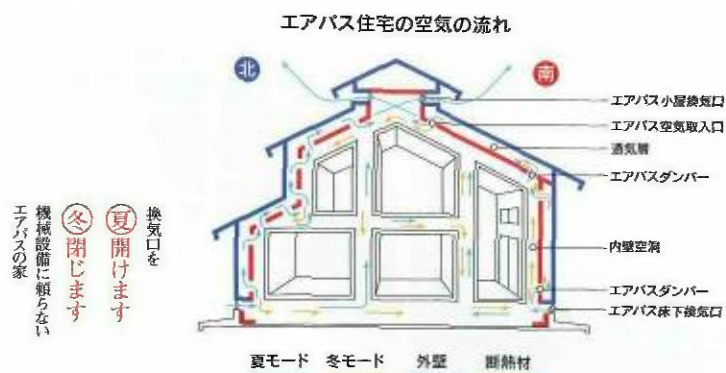 エアパス住宅の空気の流れ
北
南
エアパス小屋換気口
エアパス空気取入口
通気層
エアパスダンバー
内壁空洞
エアパスダンバー
エアパス床下換気口
換気口を
夏開けます
冬閉じます
機械設備に頼らない
エアパスの家
夏モード 冬モード 外壁 断熱材